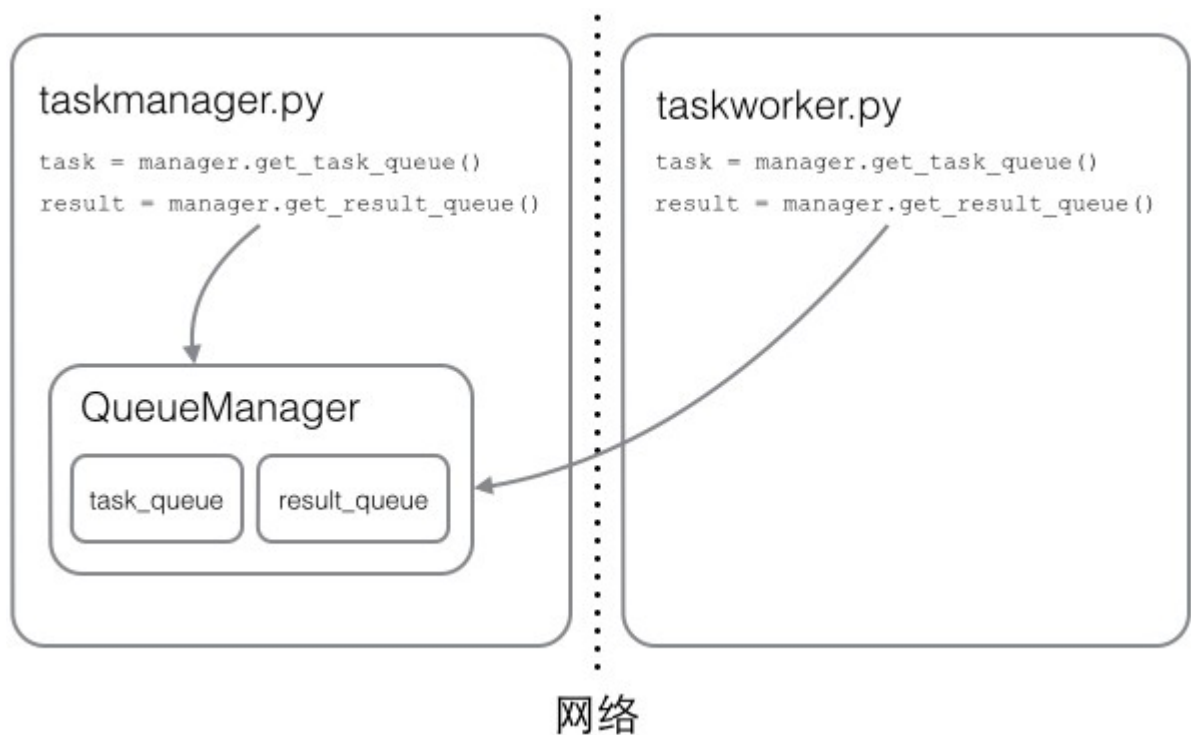 taskmanager.py
task = manager.get_task_queue()
result = manager.get_result_queue()
QueueManager
task_queue
result_queue
taskworker.py
task = manager.get_task_queue()
result = manager.get_result_queue()
网络